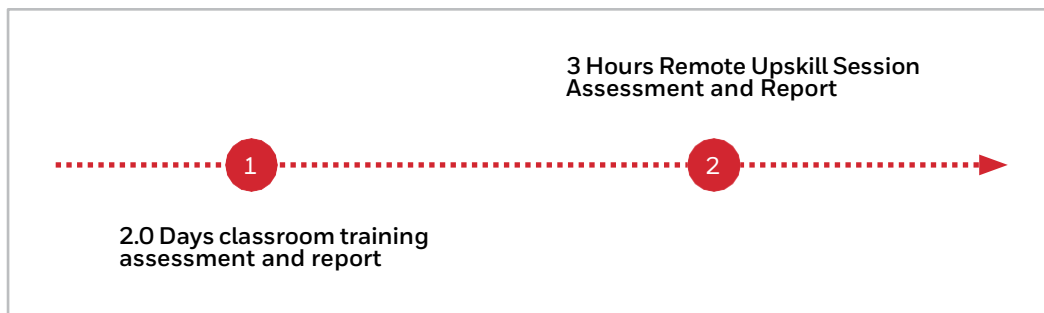 3 Hours Remote Upskill Session
Assessment and Report
1
2
2.0 Days classroom training
assessment and report